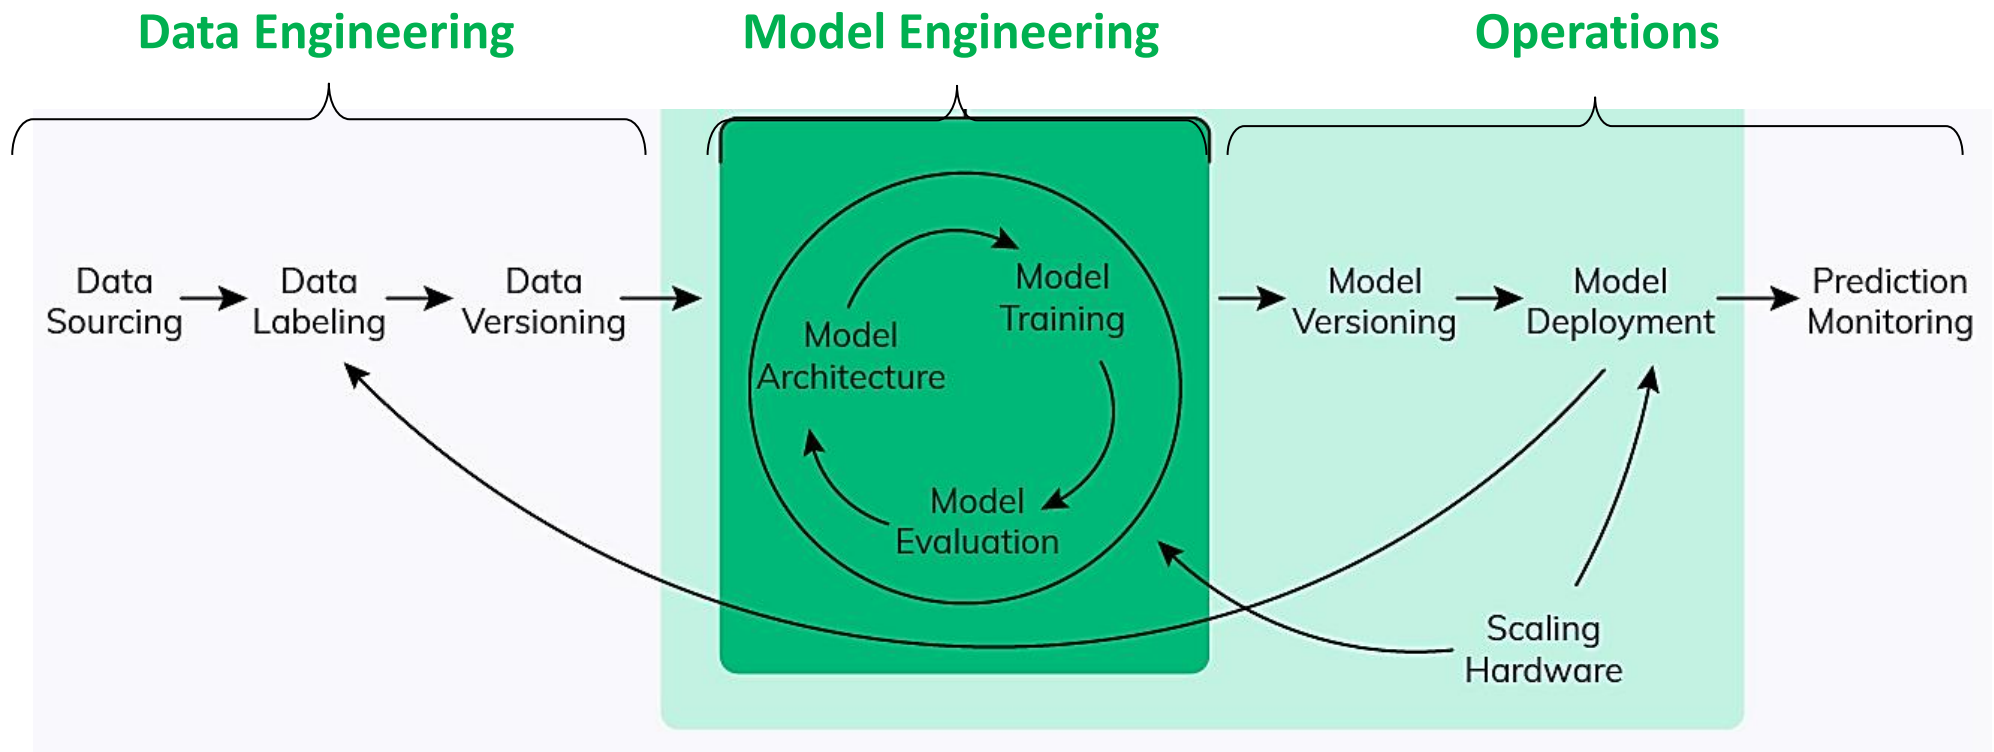 Data Engineering
Model Engineering
Operations
Data
Sourcing
Data
Labeling
Data
Versioning
Model
Architecture
Model
Training
Model
Evaluation
Model
Versioning
Model
Deployment
Prediction
Monitoring
Scaling
Hardware